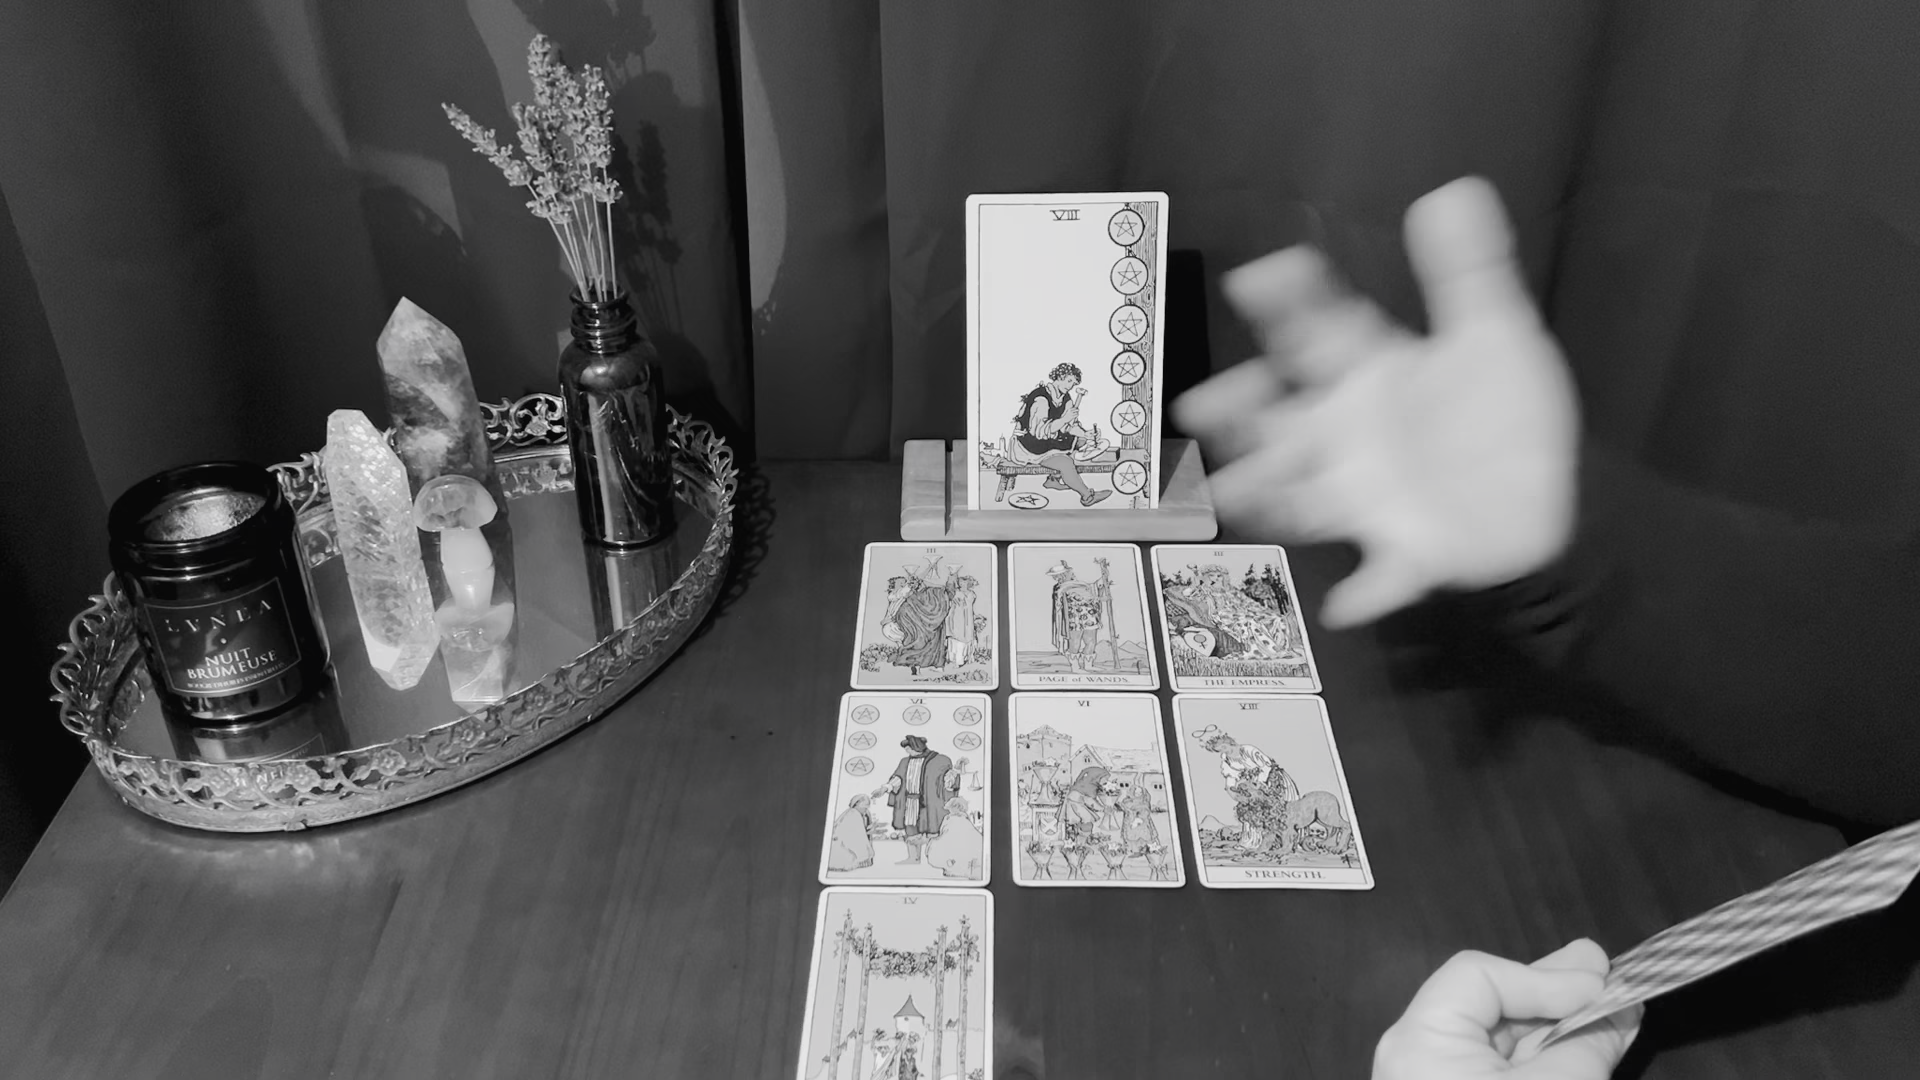 VIII
III
III
PAGE of WANDS.
THE EMPRESS.
LVNEA
NUIT
BRUMEUSE
VI
VI
VIII
STRENGTH.
IV